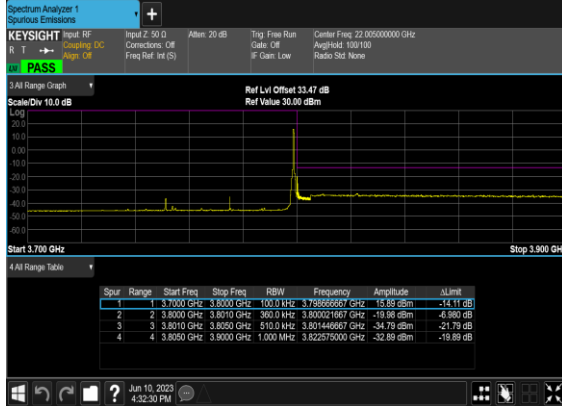 Spectrum Analyzer 1
Spurious Emissions
+
KEYSIGHT Input: RF Input Z: 50 Ω Atten: 20 dB Trig: Free Run Center Freq: 22.005000000 GHz
R T Coupling: DC Corrections: Off Gate: Off Avg|Hold: 100/100
Align: Off Freq Ref: Int (S) IF Gain: Low Radio Std: None
PASS
3 All Range Graph
Ref Lvl Offset 33.47 dB
Scale/Div 10.0 dB Ref Value 30.00 dBm
Log
20.0
10.0
0.00
-10.0
-20.0
-30.0
-40.0
-50.0
-60.0
Start 3.700 GHz Stop 3.900 GH
4 All Range Table
Spur Range Start Freq Stop Freq RBW Frequency Amplitude ΔLimit
1 1 3.7000 GHz 3.8000 GHz 100.0 kHz 3.798666667 GHz 15.89 dBm -14.11 dB
2 2 3.8000 GHz 3.8010 GHz 360.0 kHz 3.800021667 GHz -19.98 dBm -6.980 dB
3 3 3.8010 GHz 3.8050 GHz 510.0 kHz 3.801446667 GHz -34.79 dBm -21.79 dB
4 4 3.8050 GHz 3.9000 GHz 1.000 MHz 3.822575000 GHz -32.89 dBm -19.89 dB
? Jun 10, 2023
4:32:30 PM